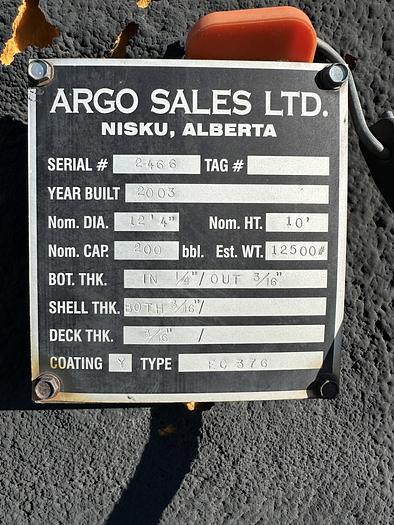 ARGO SALES LTD.
NISKU, ALBERTA
SERIAL # 2466 TAG #
YEAR BUILT 2003
Nom. DIA. 12'4" Nom. HT. 10'
Nom. CAP. 200 bbl. Est. WT. 12500#
BOT. THK. IN 1/4"/OUT 3/16"
SHELL THK. BOTH 3/16"/
DECK THK. 3/16" /
COATING Y TYPE EC 376